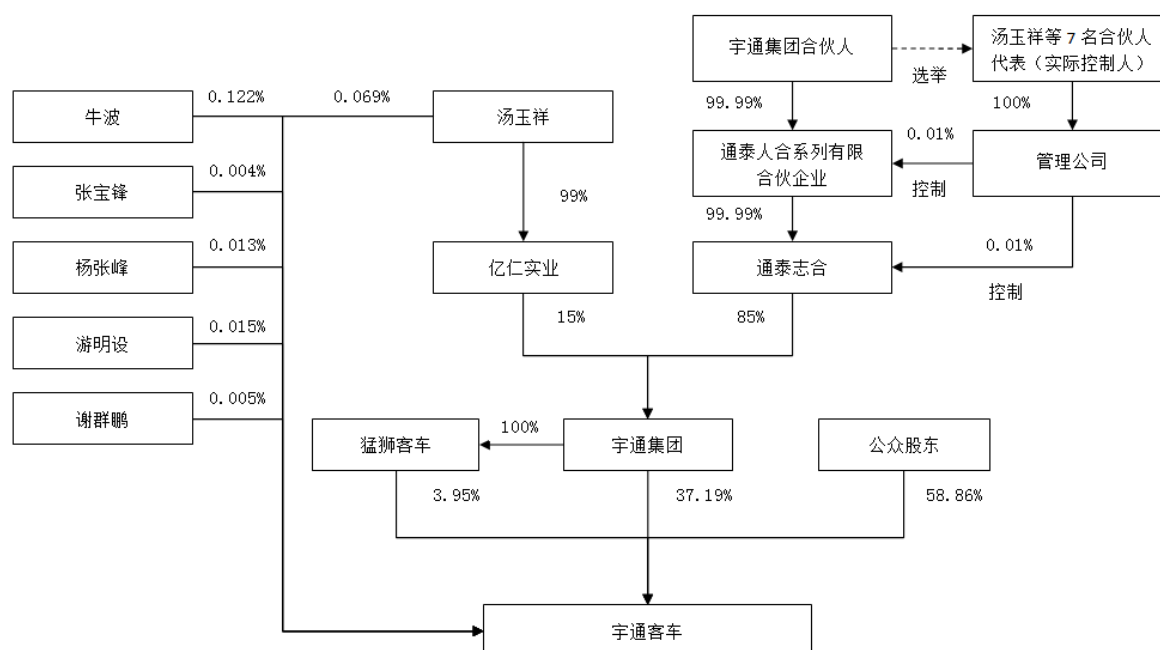 宇通集团合伙人
选举
汤玉祥等 7 名合伙人
代表（实际控制人）
99.99%
100%
牛波
0.122%
0.069%
汤玉祥
通泰人合系列有限
合伙企业
0.01%
控制
管理公司
张宝锋
0.004%
99%
99.99%
杨张峰
0.013%
亿仁实业
通泰志合
0.01%
控制
游明设
0.015%
15%
85%
谢群鹏
0.005%
猛狮客车
100%
宇通集团
公众股东
3.95%
37.19%
58.86%
宇通客车